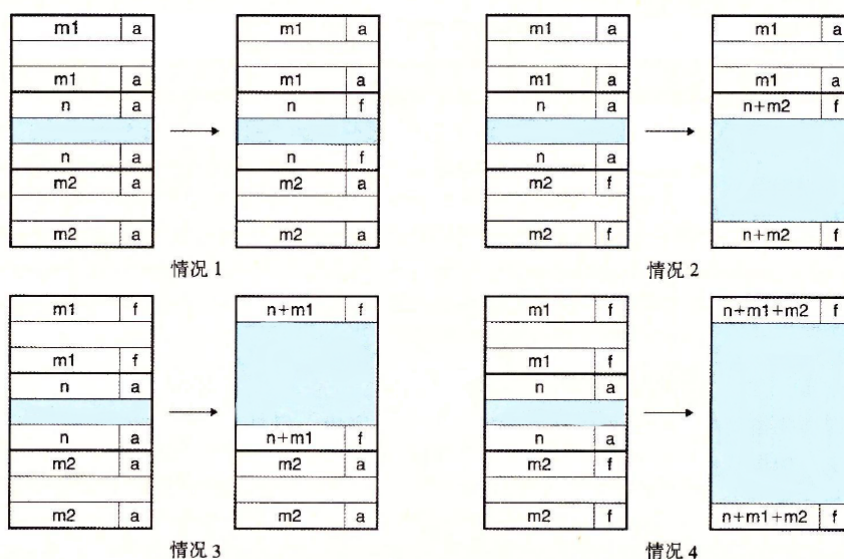 m1 a m1 a
m1 a m1 a
n a n f
n a n f
m2 a m2 a
m2 a m2 a
情况 1
m1 a m1 a
m1 a m1 a
n a n+m2 f
n a
m2 f
m2 f n+m2 f
情况 2
m1 f n+m1 f
m1 f
n a
n a n+m1 f
m2 a m2 a
m2 a m2 a
情况 3
m1 f n+m1+m2 f
m1 f
n a
n a
m2 f
m2 f n+m1+m2 f
情况 4